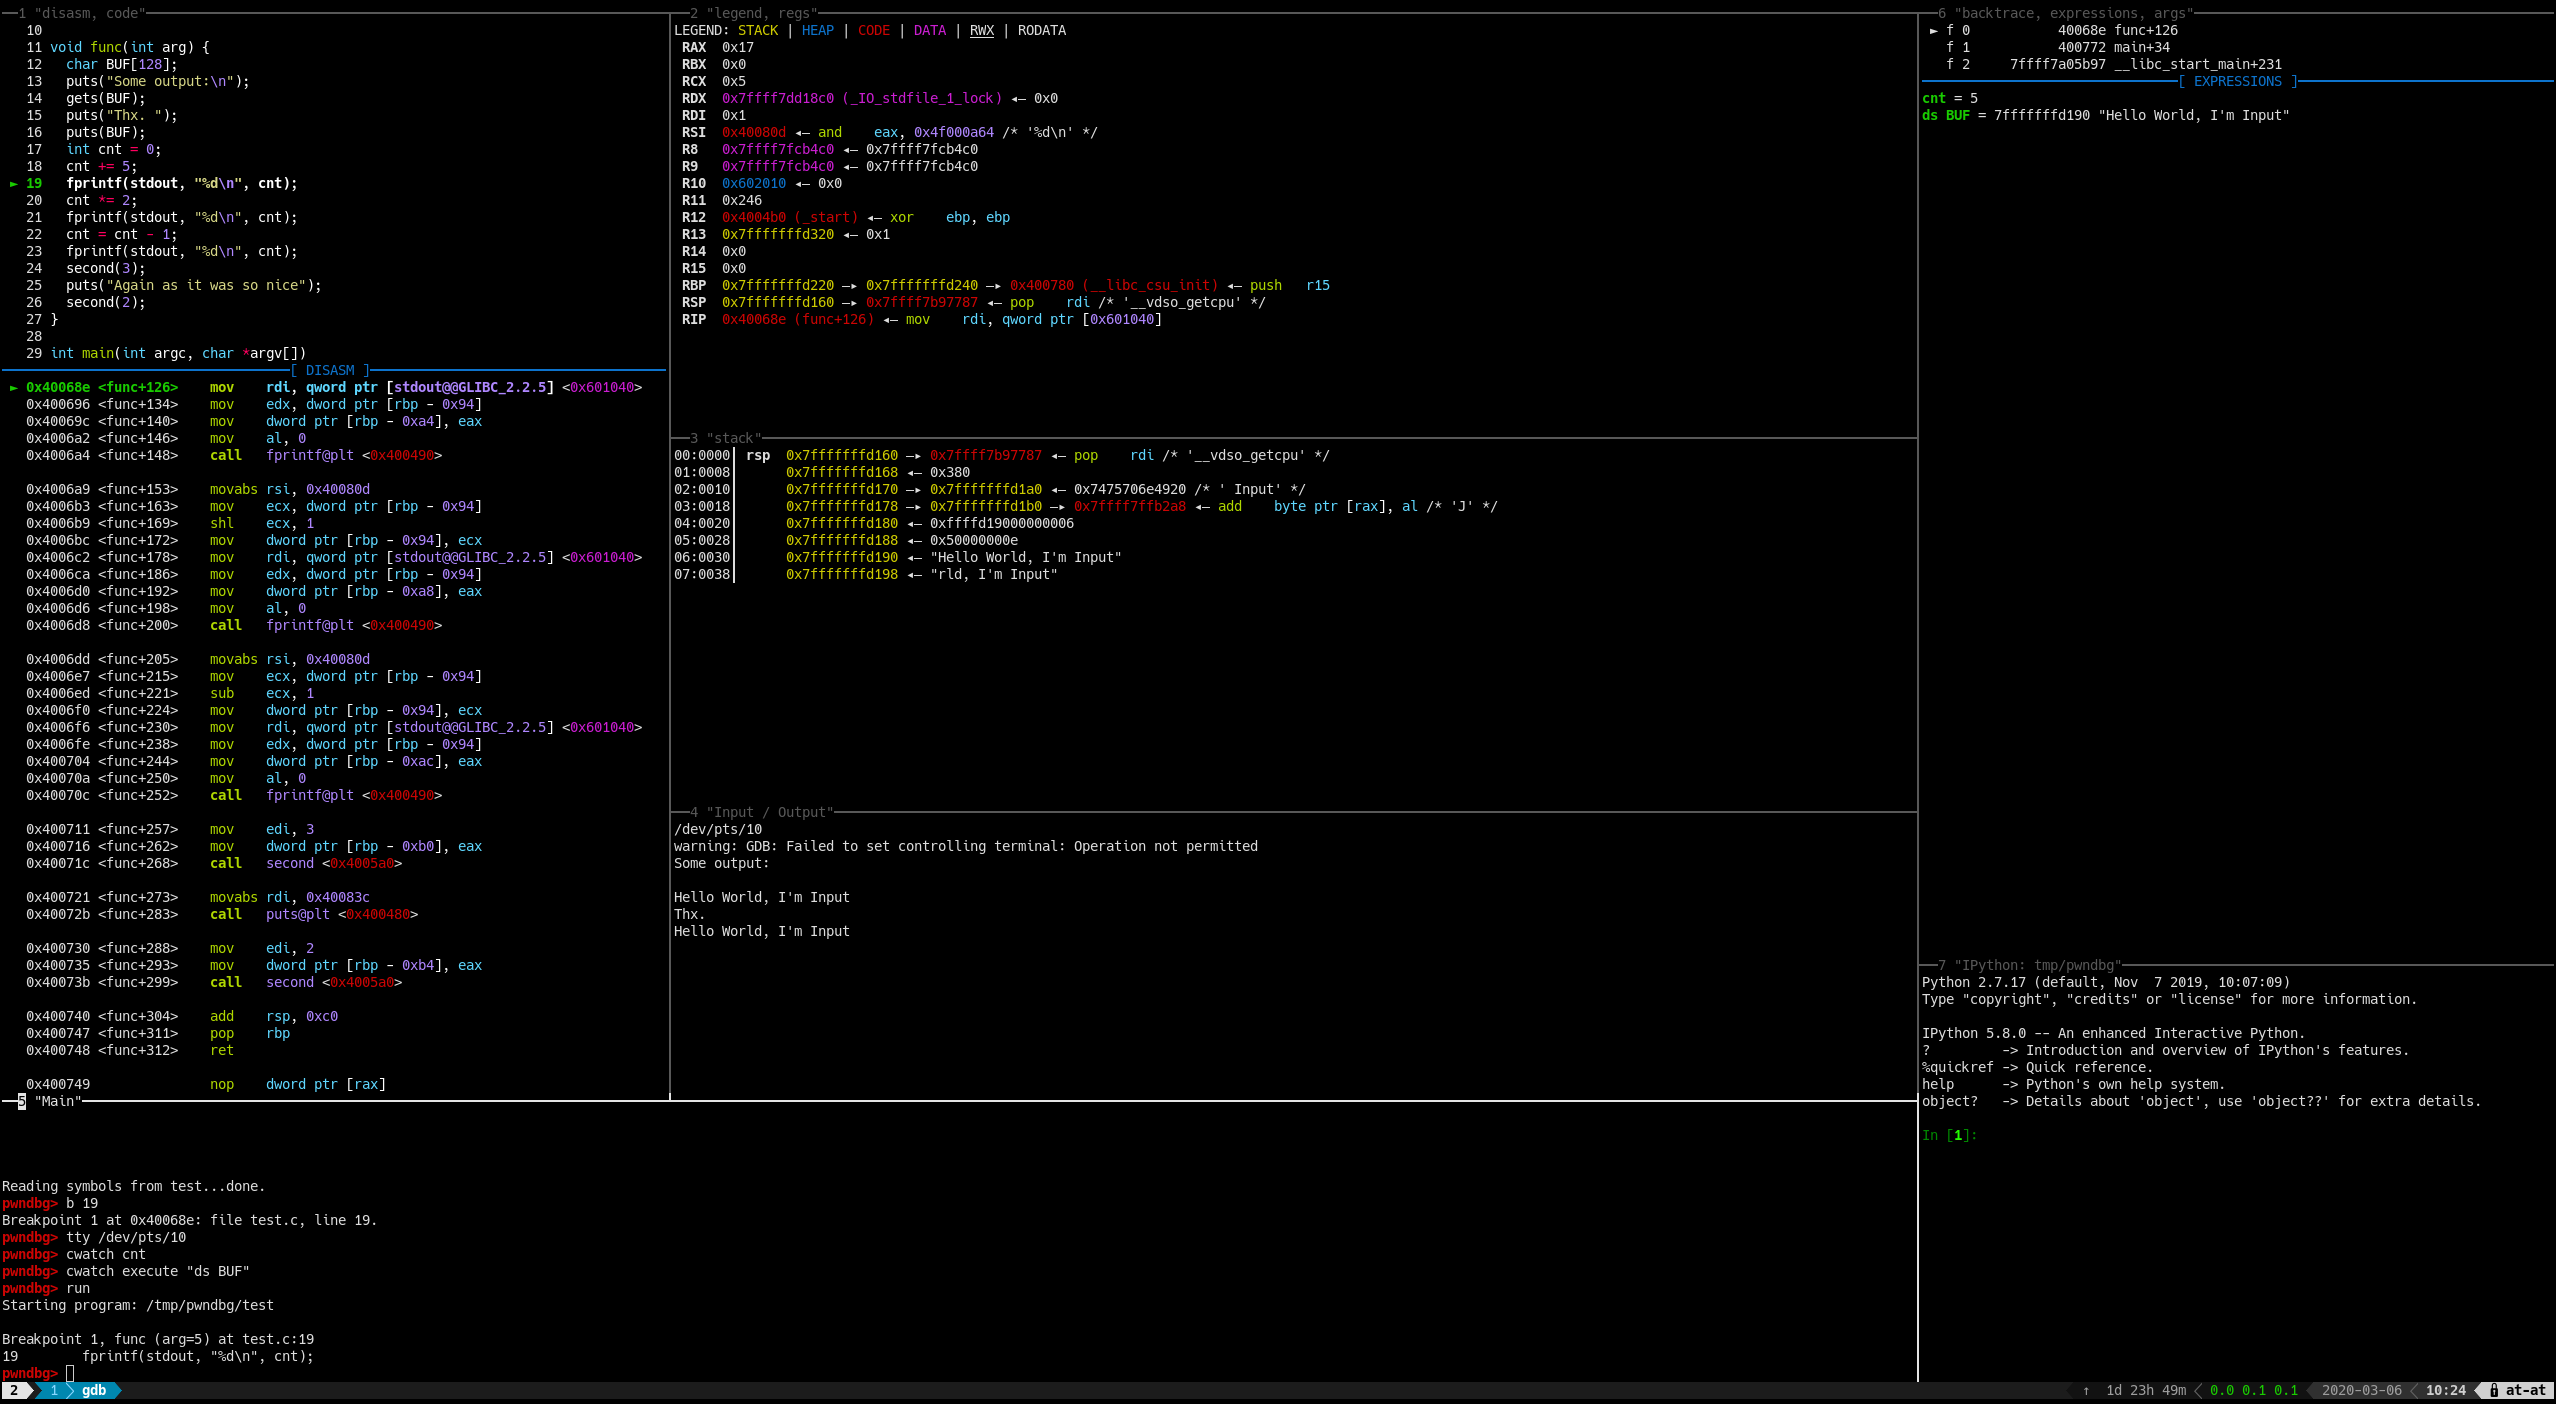 1 "disasm, code"
10
11 void func(int arg) {
12   char BUF[128];
13   puts("Some output:\n");
14   gets(BUF);
15   puts("Thx. ");
16   puts(BUF);
17   int cnt = 0;
18   cnt += 5;
► 19   fprintf(stdout, "%d\n", cnt);
20   cnt *= 2;
21   fprintf(stdout, "%d\n", cnt);
22   cnt = cnt - 1;
23   fprintf(stdout, "%d\n", cnt);
24   second(3);
25   puts("Again as it was so nice");
26   second(2);
27 }
28
29 int main(int argc, char *argv[])
[ DISASM ]
► 0x40068e <func+126>    mov    rdi, qword ptr [stdout@@GLIBC_2.2.5] <0x601040>
0x400696 <func+134>    mov    edx, dword ptr [rbp - 0x94]
0x40069c <func+140>    mov    dword ptr [rbp - 0xa4], eax
0x4006a2 <func+146>    mov    al, 0
0x4006a4 <func+148>    call   fprintf@plt <0x400490>
0x4006a9 <func+153>    movabs rsi, 0x40080d
0x4006b3 <func+163>    mov    ecx, dword ptr [rbp - 0x94]
0x4006b9 <func+169>    shl    ecx, 1
0x4006bc <func+172>    mov    dword ptr [rbp - 0x94], ecx
0x4006c2 <func+178>    mov    rdi, qword ptr [stdout@@GLIBC_2.2.5] <0x601040>
0x4006ca <func+186>    mov    edx, dword ptr [rbp - 0x94]
0x4006d0 <func+192>    mov    dword ptr [rbp - 0xa8], eax
0x4006d6 <func+198>    mov    al, 0
0x4006d8 <func+200>    call   fprintf@plt <0x400490>
0x4006dd <func+205>    movabs rsi, 0x40080d
0x4006e7 <func+215>    mov    ecx, dword ptr [rbp - 0x94]
0x4006ed <func+221>    sub    ecx, 1
0x4006f0 <func+224>    mov    dword ptr [rbp - 0x94], ecx
0x4006f6 <func+230>    mov    rdi, qword ptr [stdout@@GLIBC_2.2.5] <0x601040>
0x4006fe <func+238>    mov    edx, dword ptr [rbp - 0x94]
0x400704 <func+244>    mov    dword ptr [rbp - 0xac], eax
0x40070a <func+250>    mov    al, 0
0x40070c <func+252>    call   fprintf@plt <0x400490>
0x400711 <func+257>    mov    edi, 3
0x400716 <func+262>    mov    dword ptr [rbp - 0xb0], eax
0x40071c <func+268>    call   second <0x4005a0>
0x400721 <func+273>    movabs rdi, 0x40083c
0x40072b <func+283>    call   puts@plt <0x400480>
0x400730 <func+288>    mov    edi, 2
0x400735 <func+293>    mov    dword ptr [rbp - 0xb4], eax
0x40073b <func+299>    call   second <0x4005a0>
0x400740 <func+304>    add    rsp, 0xc0
0x400747 <func+311>    pop    rbp
0x400748 <func+312>    ret
0x400749               nop    dword ptr [rax]
2 "legend, regs"
LEGEND: STACK | HEAP | CODE | DATA | RWX | RODATA
RAX  0x17
RBX  0x0
RCX  0x5
RDX  0x7ffff7dd18c0 (_IO_stdfile_1_lock) ◂— 0x0
RDI  0x1
RSI  0x40080d ◂— and    eax, 0x4f000a64 /* '%d\n' */
R8   0x7ffff7fcb4c0 ◂— 0x7ffff7fcb4c0
R9   0x7ffff7fcb4c0 ◂— 0x7ffff7fcb4c0
R10  0x602010 ◂— 0x0
R11  0x246
R12  0x4004b0 (_start) ◂— xor    ebp, ebp
R13  0x7fffffffd320 ◂— 0x1
R14  0x0
R15  0x0
RBP  0x7fffffffd220 —▸ 0x7fffffffd240 —▸ 0x400780 (__libc_csu_init) ◂— push   r15
RSP  0x7fffffffd160 —▸ 0x7ffff7b97787 ◂— pop    rdi /* '__vdso_getcpu' */
RIP  0x40068e (func+126) ◂— mov    rdi, qword ptr [0x601040]
3 "stack"
00:0000│ rsp  0x7fffffffd160 —▸ 0x7ffff7b97787 ◂— pop    rdi /* '__vdso_getcpu' */
01:0008│      0x7fffffffd168 ◂— 0x380
02:0010│      0x7fffffffd170 —▸ 0x7fffffffd1a0 ◂— 0x7475706e4920 /* ' Input' */
03:0018│      0x7fffffffd178 —▸ 0x7fffffffd1b0 —▸ 0x7ffff7ffb2a8 ◂— add    byte ptr [rax], al /* 'J' */
04:0020│      0x7fffffffd180 ◂— 0xffffd19000000006
05:0028│      0x7fffffffd188 ◂— 0x50000000e
06:0030│      0x7fffffffd190 ◂— "Hello World, I'm Input"
07:0038│      0x7fffffffd198 ◂— "rld, I'm Input"
4 "Input / Output"
/dev/pts/10
warning: GDB: Failed to set controlling terminal: Operation not permitted
Some output:
Hello World, I'm Input
Thx.
Hello World, I'm Input
6 "backtrace, expressions, args"
► f 0           40068e func+126
f 1           400772 main+34
f 2     7ffff7a05b97 __libc_start_main+231
[ EXPRESSIONS ]
cnt = 5
ds BUF = 7fffffffd190 "Hello World, I'm Input"
7 "IPython: tmp/pwndbg"
Python 2.7.17 (default, Nov  7 2019, 10:07:09)
Type "copyright", "credits" or "license" for more information.
IPython 5.8.0 -- An enhanced Interactive Python.
?         -> Introduction and overview of IPython's features.
%quickref -> Quick reference.
help      -> Python's own help system.
object?   -> Details about 'object', use 'object??' for extra details.
In [1]:
5 "Main"
Reading symbols from test...done.
pwndbg> b 19
Breakpoint 1 at 0x40068e: file test.c, line 19.
pwndbg> tty /dev/pts/10
pwndbg> cwatch cnt
pwndbg> cwatch execute "ds BUF"
pwndbg> run
Starting program: /tmp/pwndbg/test
Breakpoint 1, func (arg=5) at test.c:19
19        fprintf(stdout, "%d\n", cnt);
pwndbg>
2  1  gdb  ↑  1d 23h 49m  0.0 0.1 0.1  2020-03-06  10:24  at-at